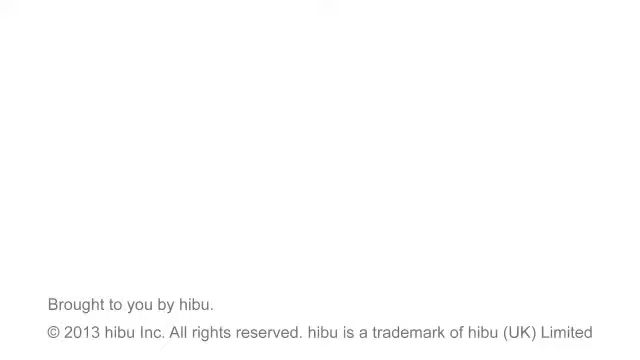 Brought to you by hibu.
© 2013 hibu Inc. All rights reserved. hibu is a trademark of hibu (UK) Limited